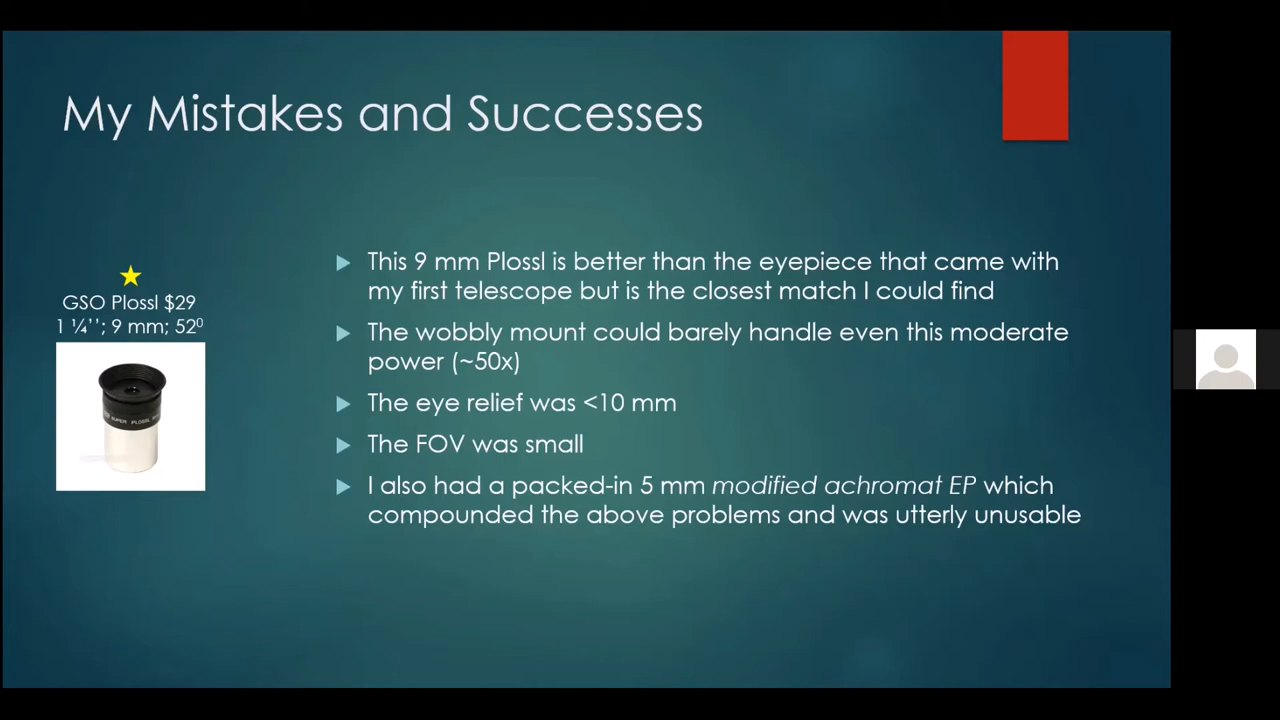 My Mistakes and Successes
GSO Plossl $29
1 ¼’’; 9 mm; 52⁰
SUPER PLOSSL
This 9 mm Plossl is better than the eyepiece that came with
my first telescope but is the closest match I could find
The wobbly mount could barely handle even this moderate
power (~50x)
The eye relief was <10 mm
The FOV was small
I also had a packed-in 5 mm modified achromat EP which
compounded the above problems and was utterly unusable